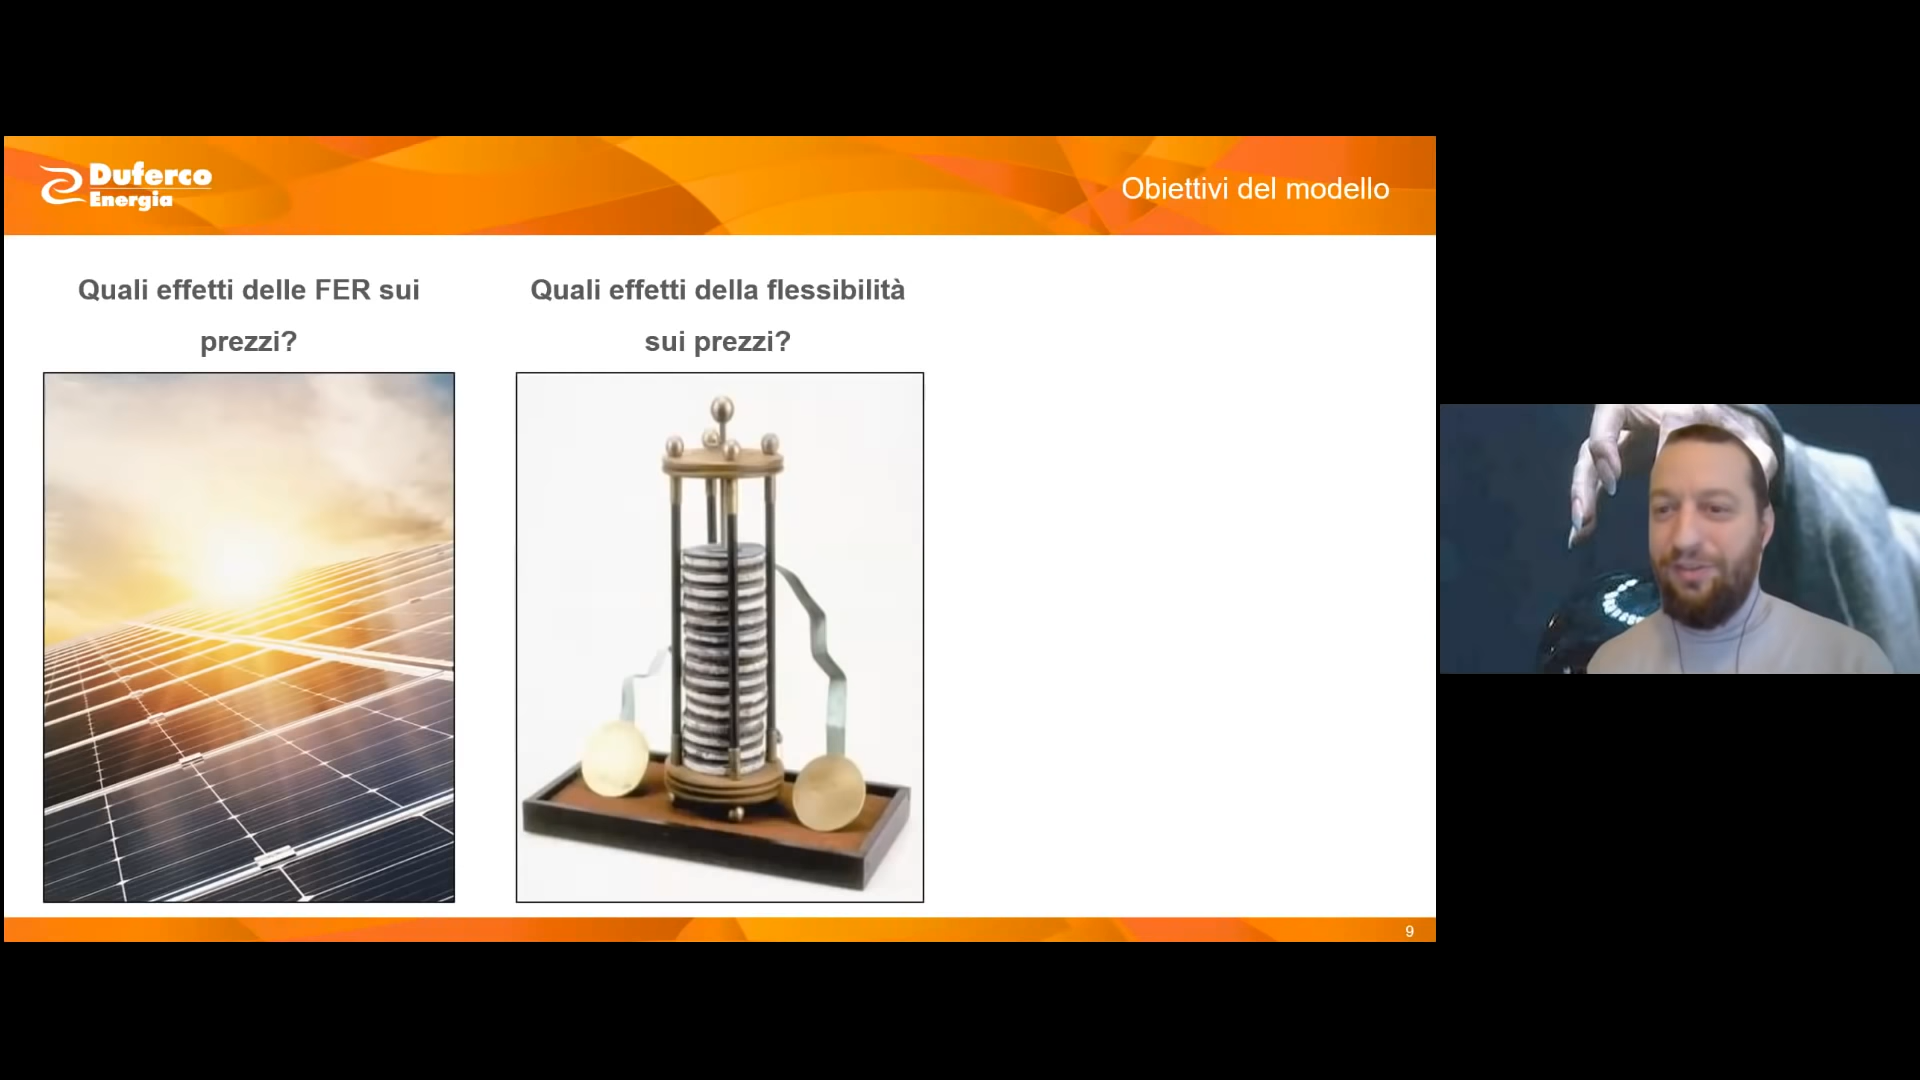 Duferco
Energia
Obiettivi del modello
Quali effetti delle FER sui
prezzi?
Quali effetti della flessibilità
sui prezzi?
9